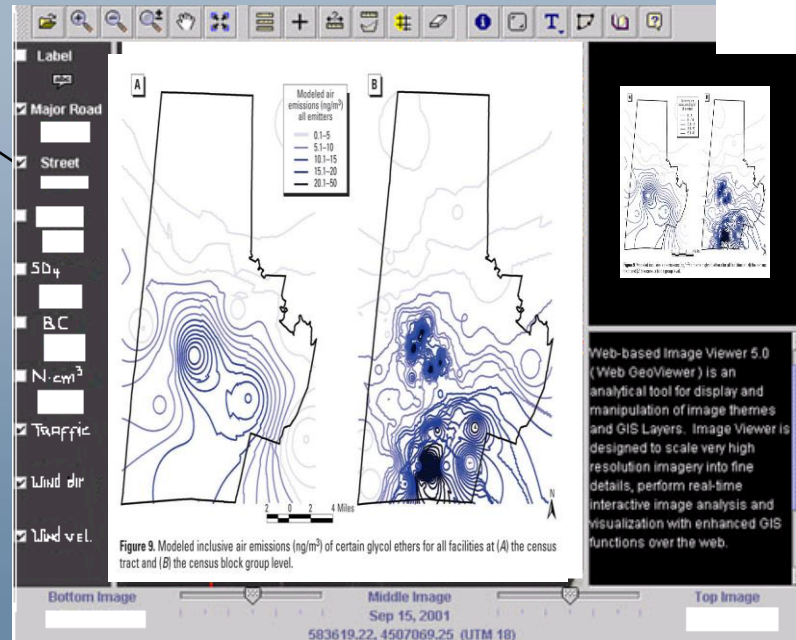 Label
Major Road
Street
SO4
BC
N.cm3
Traffic
Wind dir
Wind vel.
A
B
Modeled air
emissions (ng/m3)
all emitters
0.1–5
5.1–10
10.1–15
15.1–20
20.1–50
2 0 2 4 Miles
N
Figure 9. Modeled inclusive air emissions (ng/m3) of certain glycol ethers for all facilities at (A) the census
tract and (B) the census block group level.
Web-based Image Viewer 5.0
(Web GeoViewer) is an
analytical tool for display and
manipulation of image themes
and GIS Layers. Image Viewer is
designed to scale very high
resolution imagery into fine
details, perform real-time
interactive image analysis and
visualization with enhanced GIS
functions over the web.
Bottom Image
Middle Image
Top Image
Sep 15, 2001
583619.22, 4507069.25 (UTM 18)